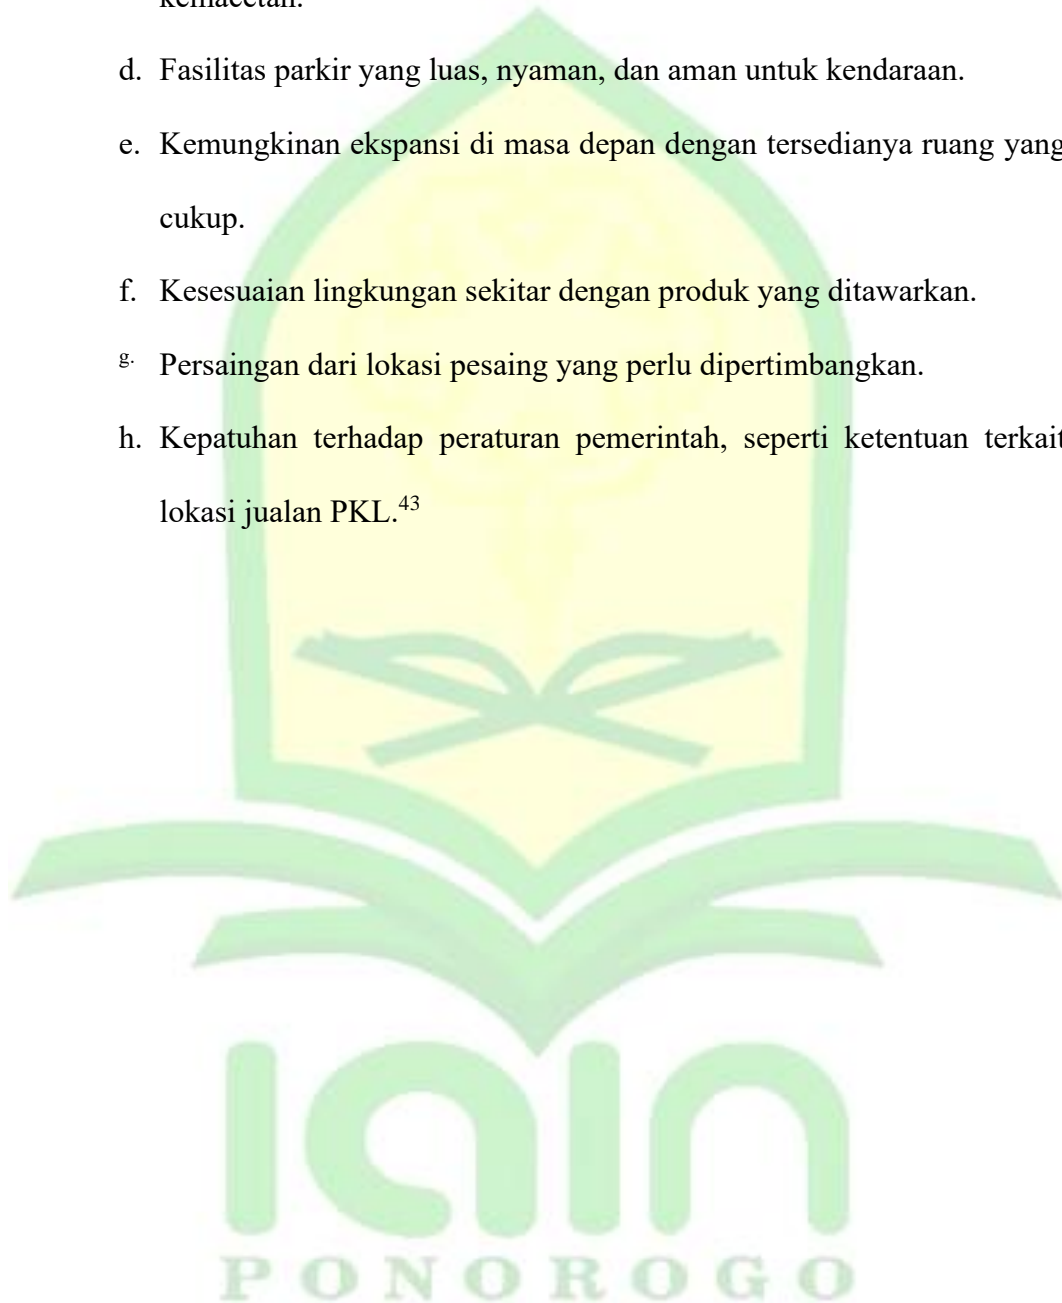 kemacetan.
d. Fasilitas parkir yang luas, nyaman, dan aman untuk kendaraan.
e. Kemungkinan ekspansi di masa depan dengan tersedianya ruang yang
cukup.
f. Kesesuaian lingkungan sekitar dengan produk yang ditawarkan.
g. Persaingan dari lokasi pesaing yang perlu dipertimbangkan.
h. Kepatuhan terhadap peraturan pemerintah, seperti ketentuan terkait
lokasi jualan PKL.43
iain
PONOROGO